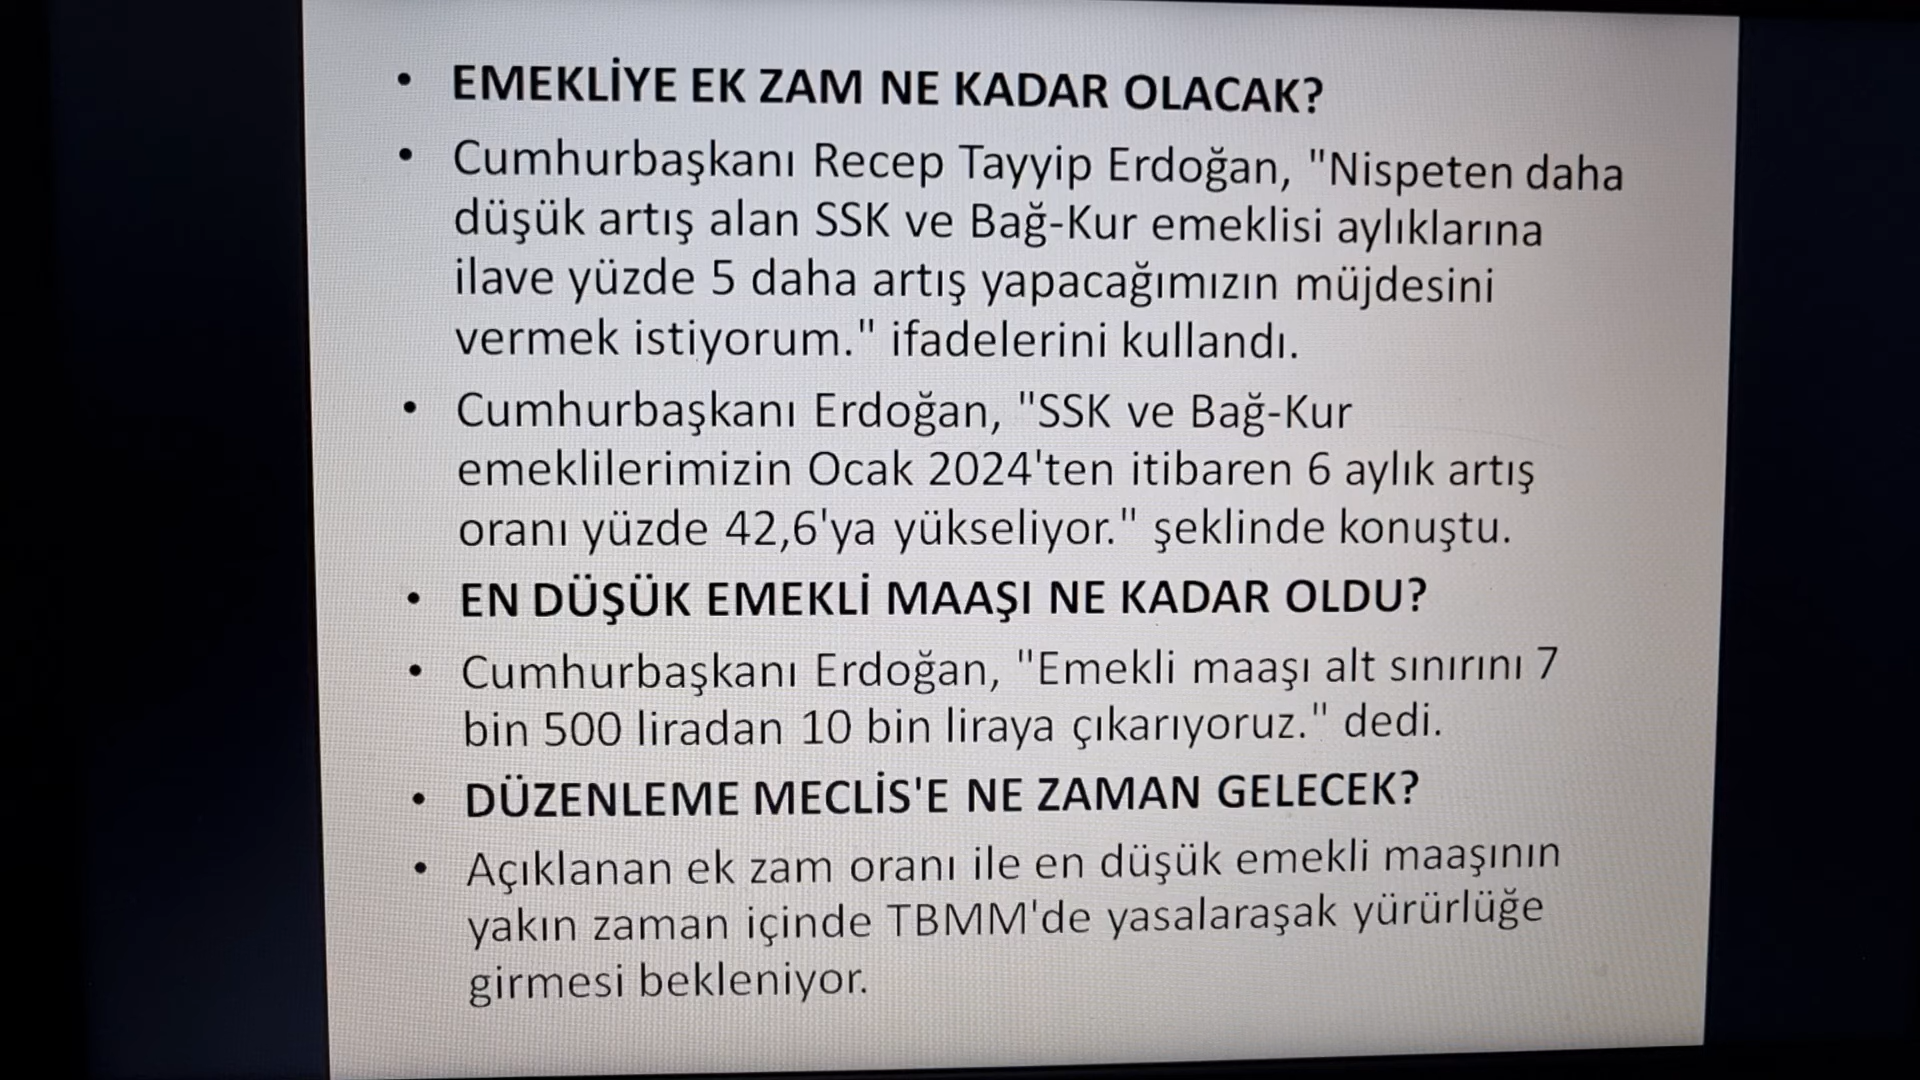 • EMEKLİYE EK ZAM NE KADAR OLACAK?
• Cumhurbaşkanı Recep Tayyip Erdoğan, "Nispeten daha
düşük artış alan SSK ve Bağ-Kur emeklisi aylıklarına
ilave yüzde 5 daha artış yapacağımızın müjdesini
vermek istiyorum." ifadelerini kullandı.
• Cumhurbaşkanı Erdoğan, "SSK ve Bağ-Kur
emeklilerimizin Ocak 2024'ten itibaren 6 aylık artış
oranı yüzde 42,6'ya yükseliyor." şeklinde konuştu.
• EN DÜŞÜK EMEKLİ MAAŞI NE KADAR OLDU?
• Cumhurbaşkanı Erdoğan, "Emekli maaşı alt sınırını 7
bin 500 liradan 10 bin liraya çıkarıyoruz." dedi.
• DÜZENLEME MECLİS'E NE ZAMAN GELECEK?
• Açıklanan ek zam oranı ile en düşük emekli maaşının
yakın zaman içinde TBMM'de yasalaraşak yürürlüğe
girmesi bekleniyor.